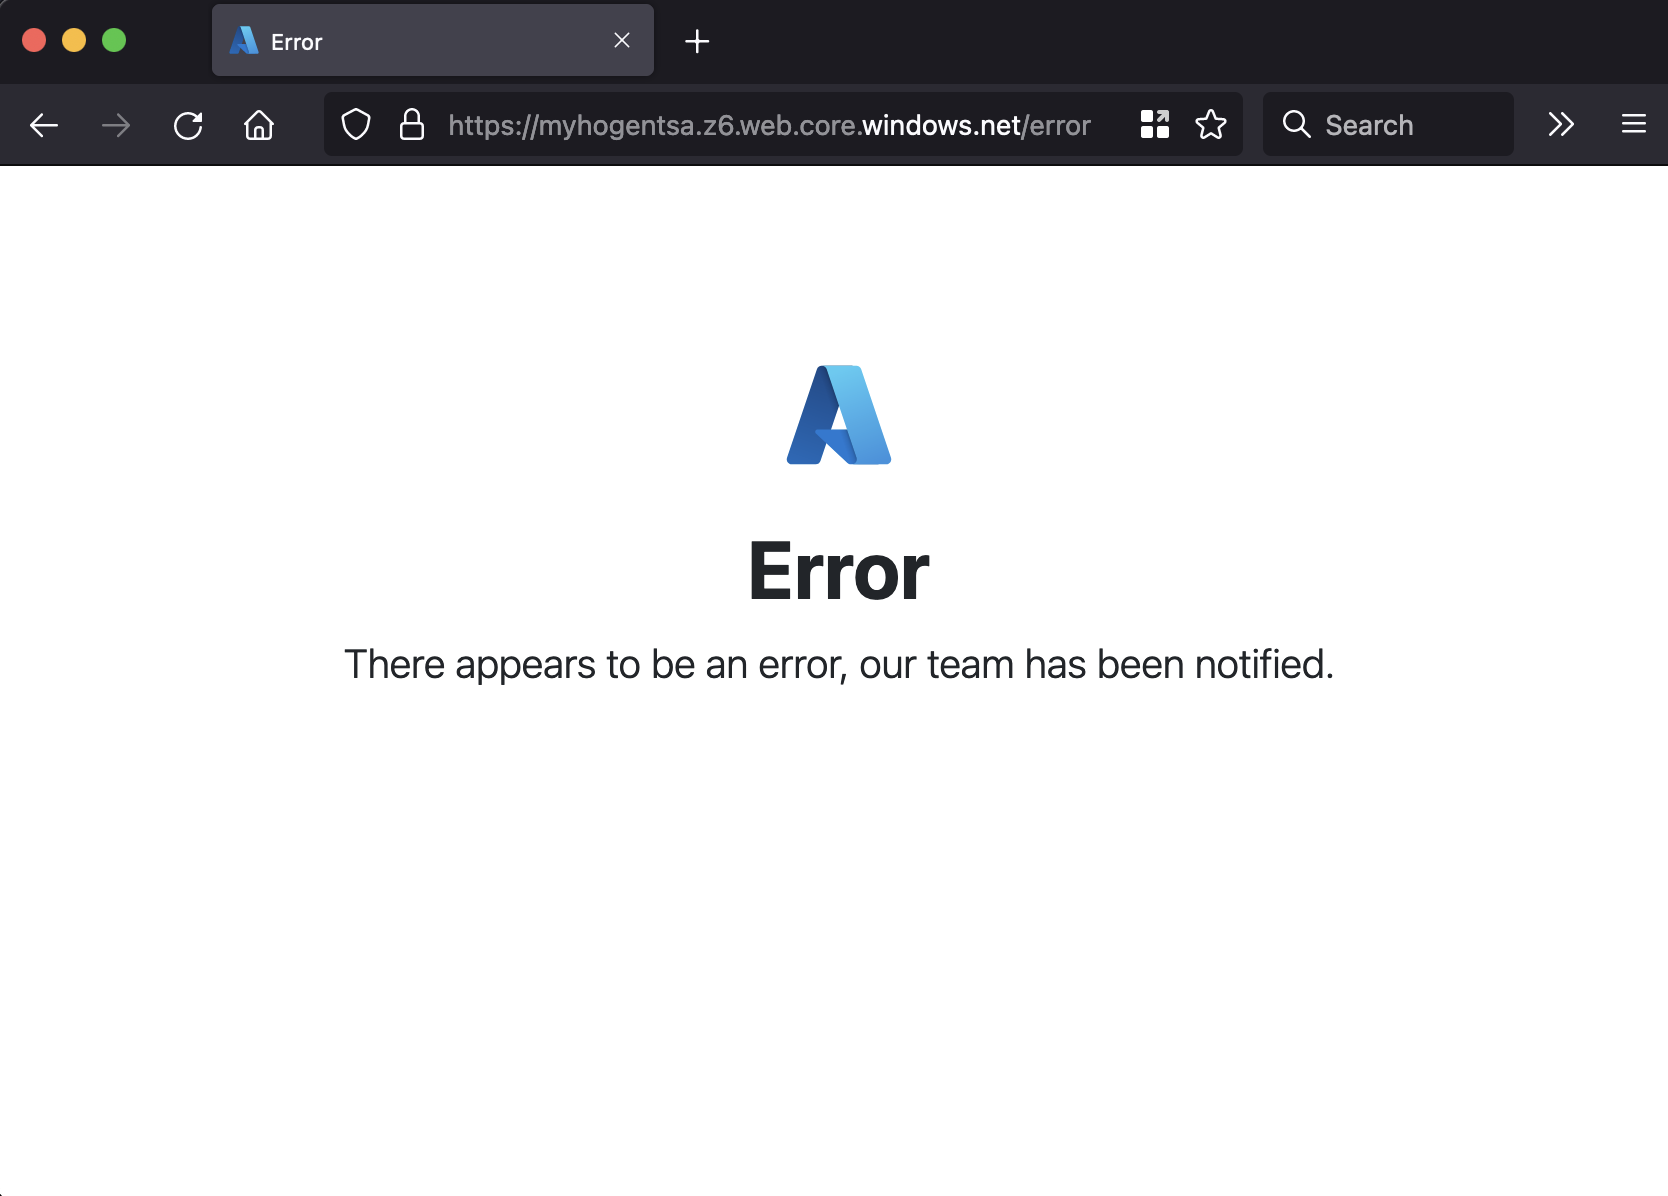 Error
https://myhogentsa.z6.web.core.windows.net/error
Search
Error
There appears to be an error, our team has been notified.